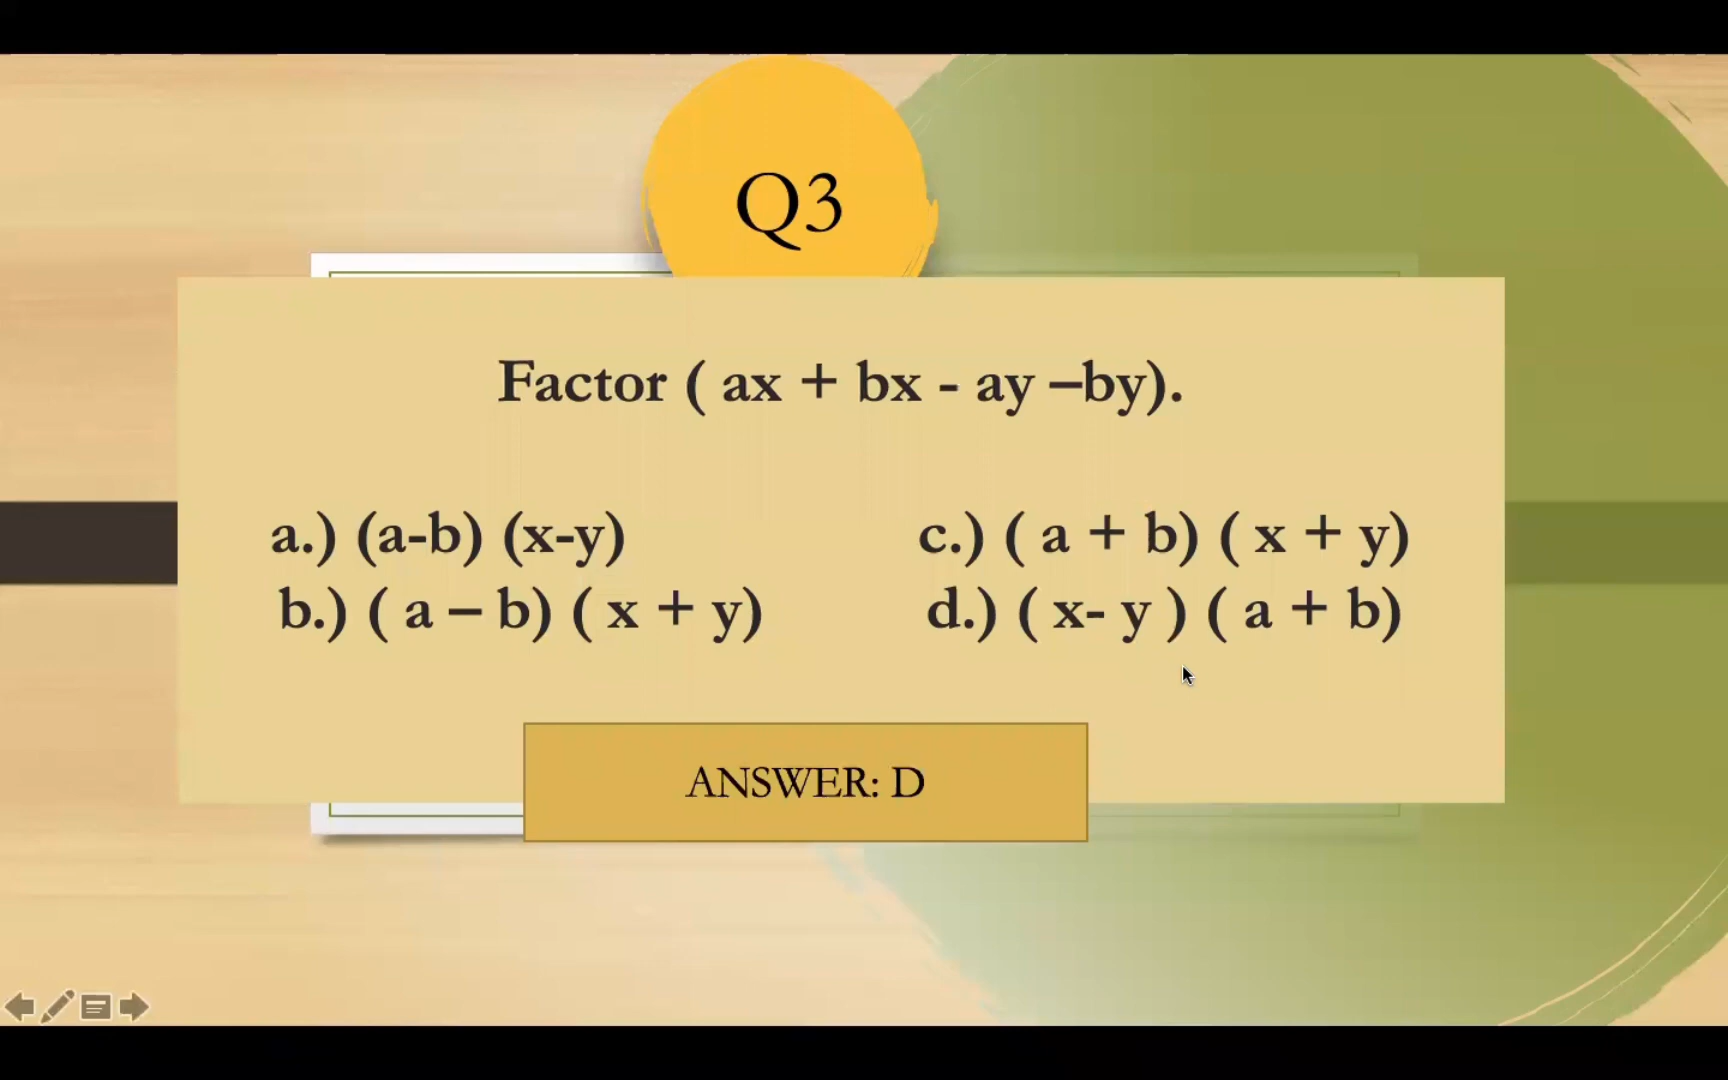 Q3
Factor ( ax + bx - ay –by).
a.) (a-b) (x-y)
c.) ( a + b) ( x + y)
b.) ( a – b) ( x + y)
d.) ( x- y ) ( a + b)
ANSWER: D